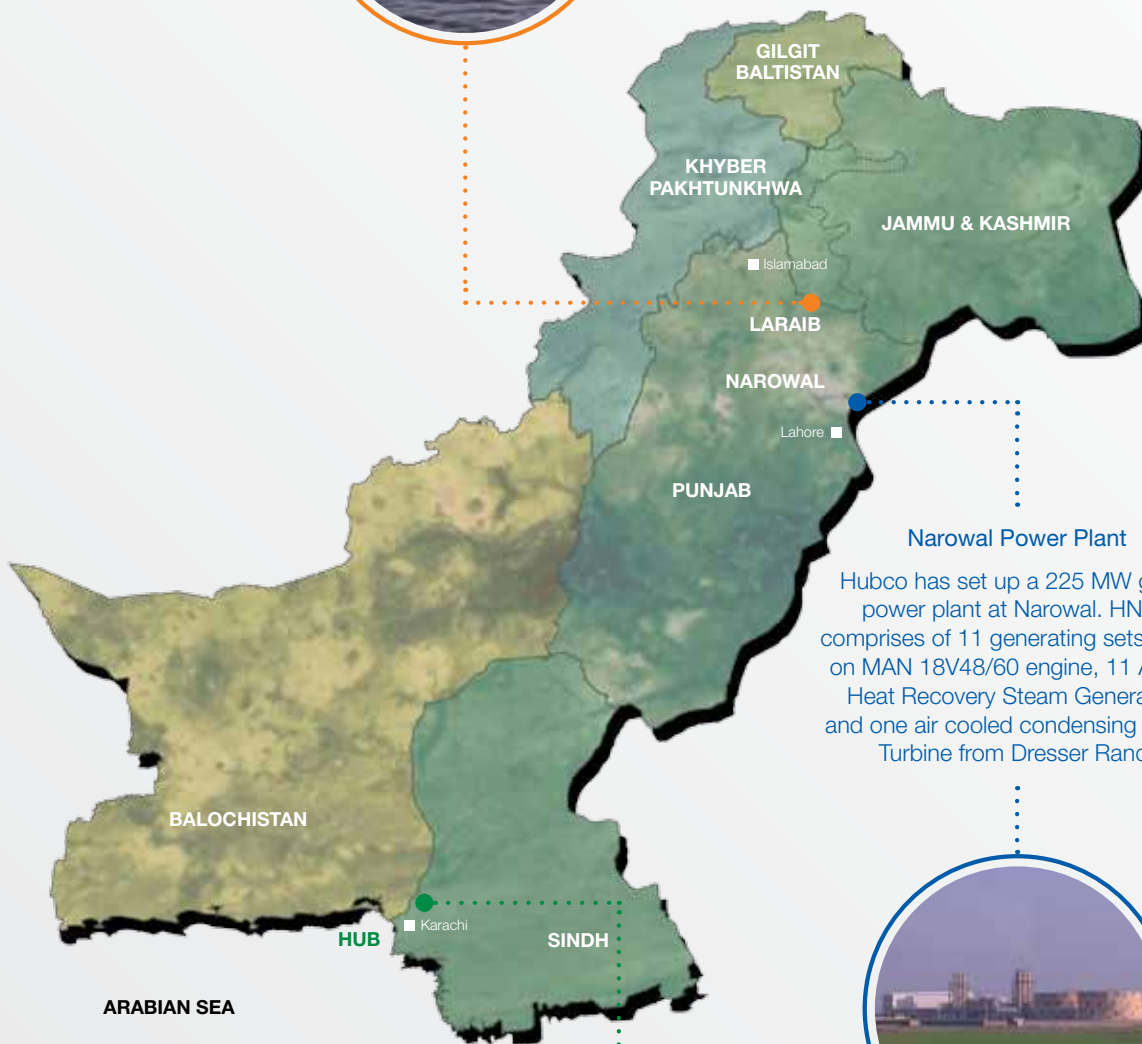 GILGIT
BALTISTAN
KHYBER
PAKHTUNKHWA
JAMMU & KASHMIR
Islamabad
LARAIB
NAROWAL
Lahore
PUNJAB
Narowal Power Plant
Hubco has set up a 225 MW
power plant at Narowal.
comprises of 11 generating sets
on MAN 18V48/60 engine, 11
Heat Recovery Steam
and one air cooled condensing
Turbine from Dresser
BALOCHISTAN
Karachi
HUB
SINDH
ARABIAN SEA